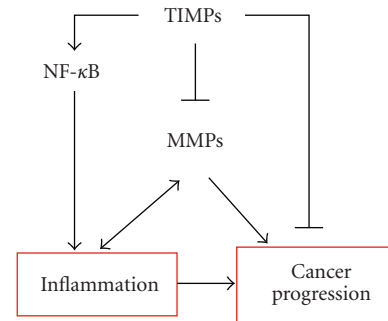 TIMPs
NF-κB
MMPs
Inflammation
Cancer
progression